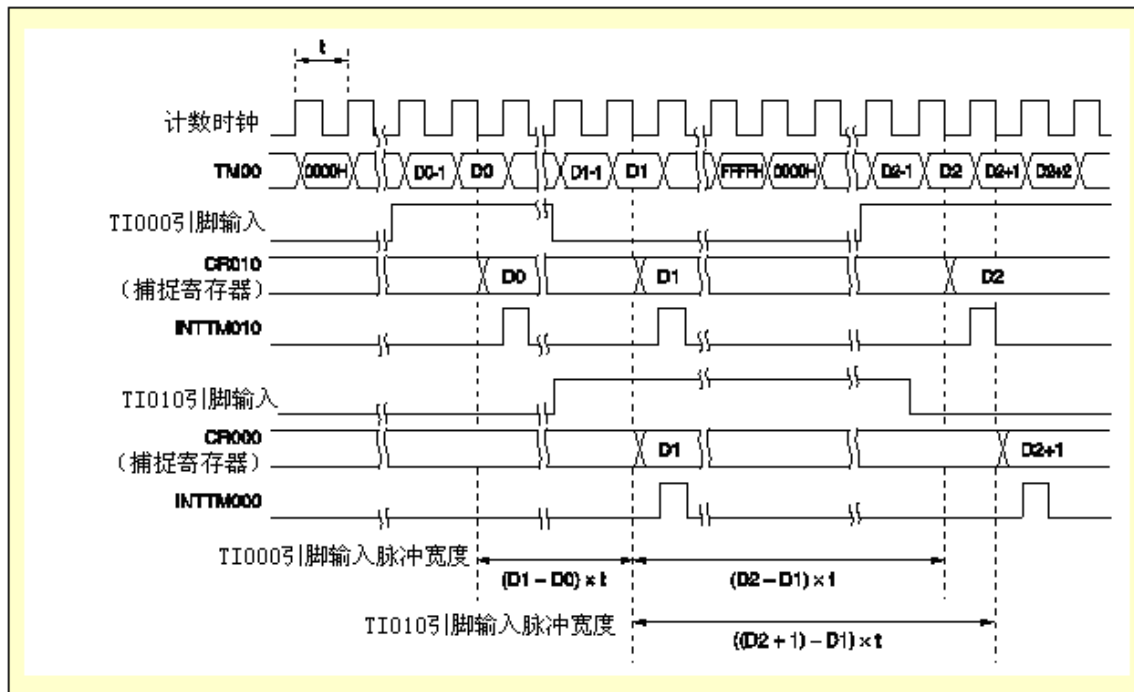 t
计数时钟
TM00 0000H D0-1 D0 D1-1 D1 FFFFH 0000H D2-1 D2 D2+1 D2+2
TI000引脚输入
CR010 D0 D1 D2
（捕捉寄存器）
INTTM010
TI010引脚输入
CR000 D1 D2+1
（捕捉寄存器）
INTTM000
TI000引脚输入脉冲宽度
(D1 – D0) × t (D2 – D1) × t
TI010引脚输入脉冲宽度
((D2 + 1) – D1) × t